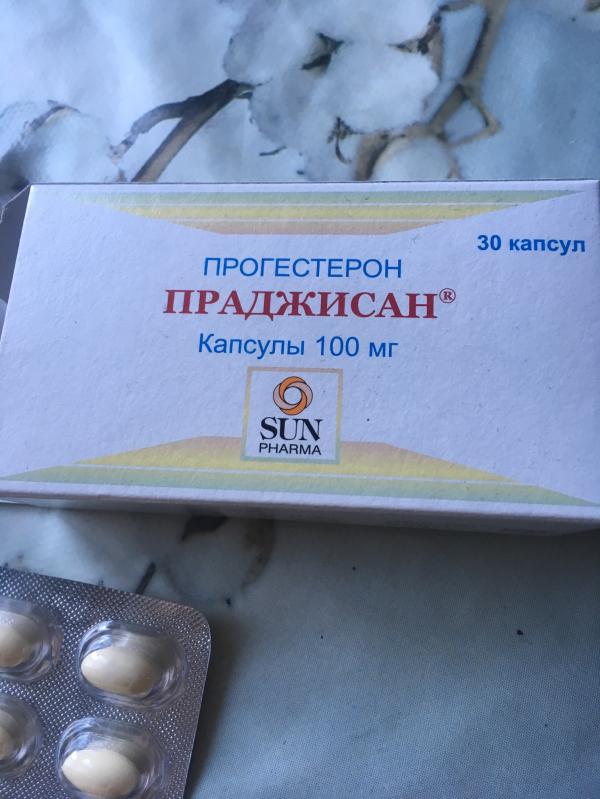 30 капсул
ПРОГЕСТЕРОН
ПРАДЖИСАН®
Капсулы 100 мг
SUN
PHARMA